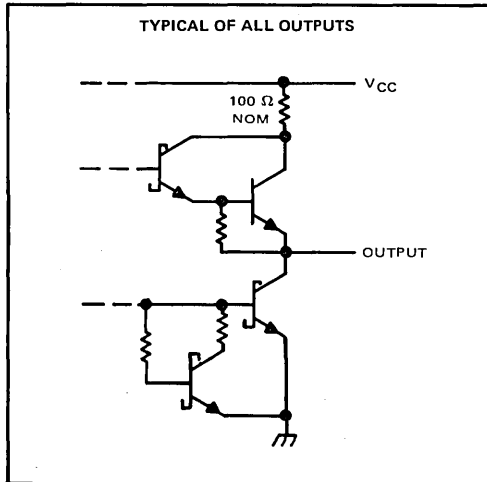 TYPICAL OF ALL OUTPUTS
VCC
100 Ω
NOM
OUTPUT